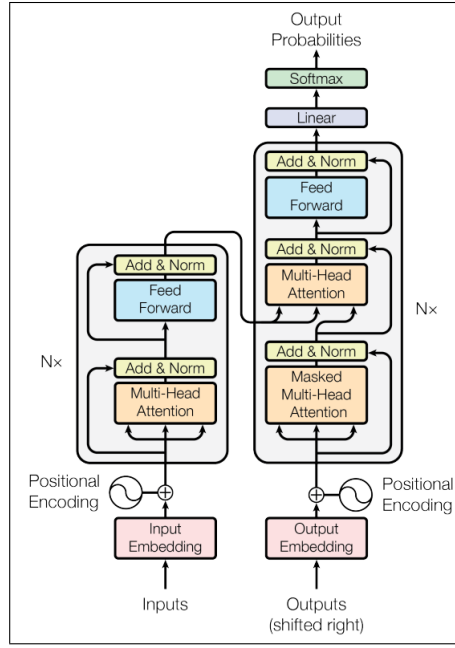 Output
Probabilities
Softmax
Linear
Add & Norm
Feed
Forward
Add & Norm
Multi-Head
Attention
Add & Norm
Masked
Multi-Head
Attention
Nx
Add & Norm
Feed
Forward
Add & Norm
Multi-Head
Attention
N×
Positional
Encoding
Positional
Encoding
Input
Embedding
Output
Embedding
Inputs
Outputs
(shifted right)